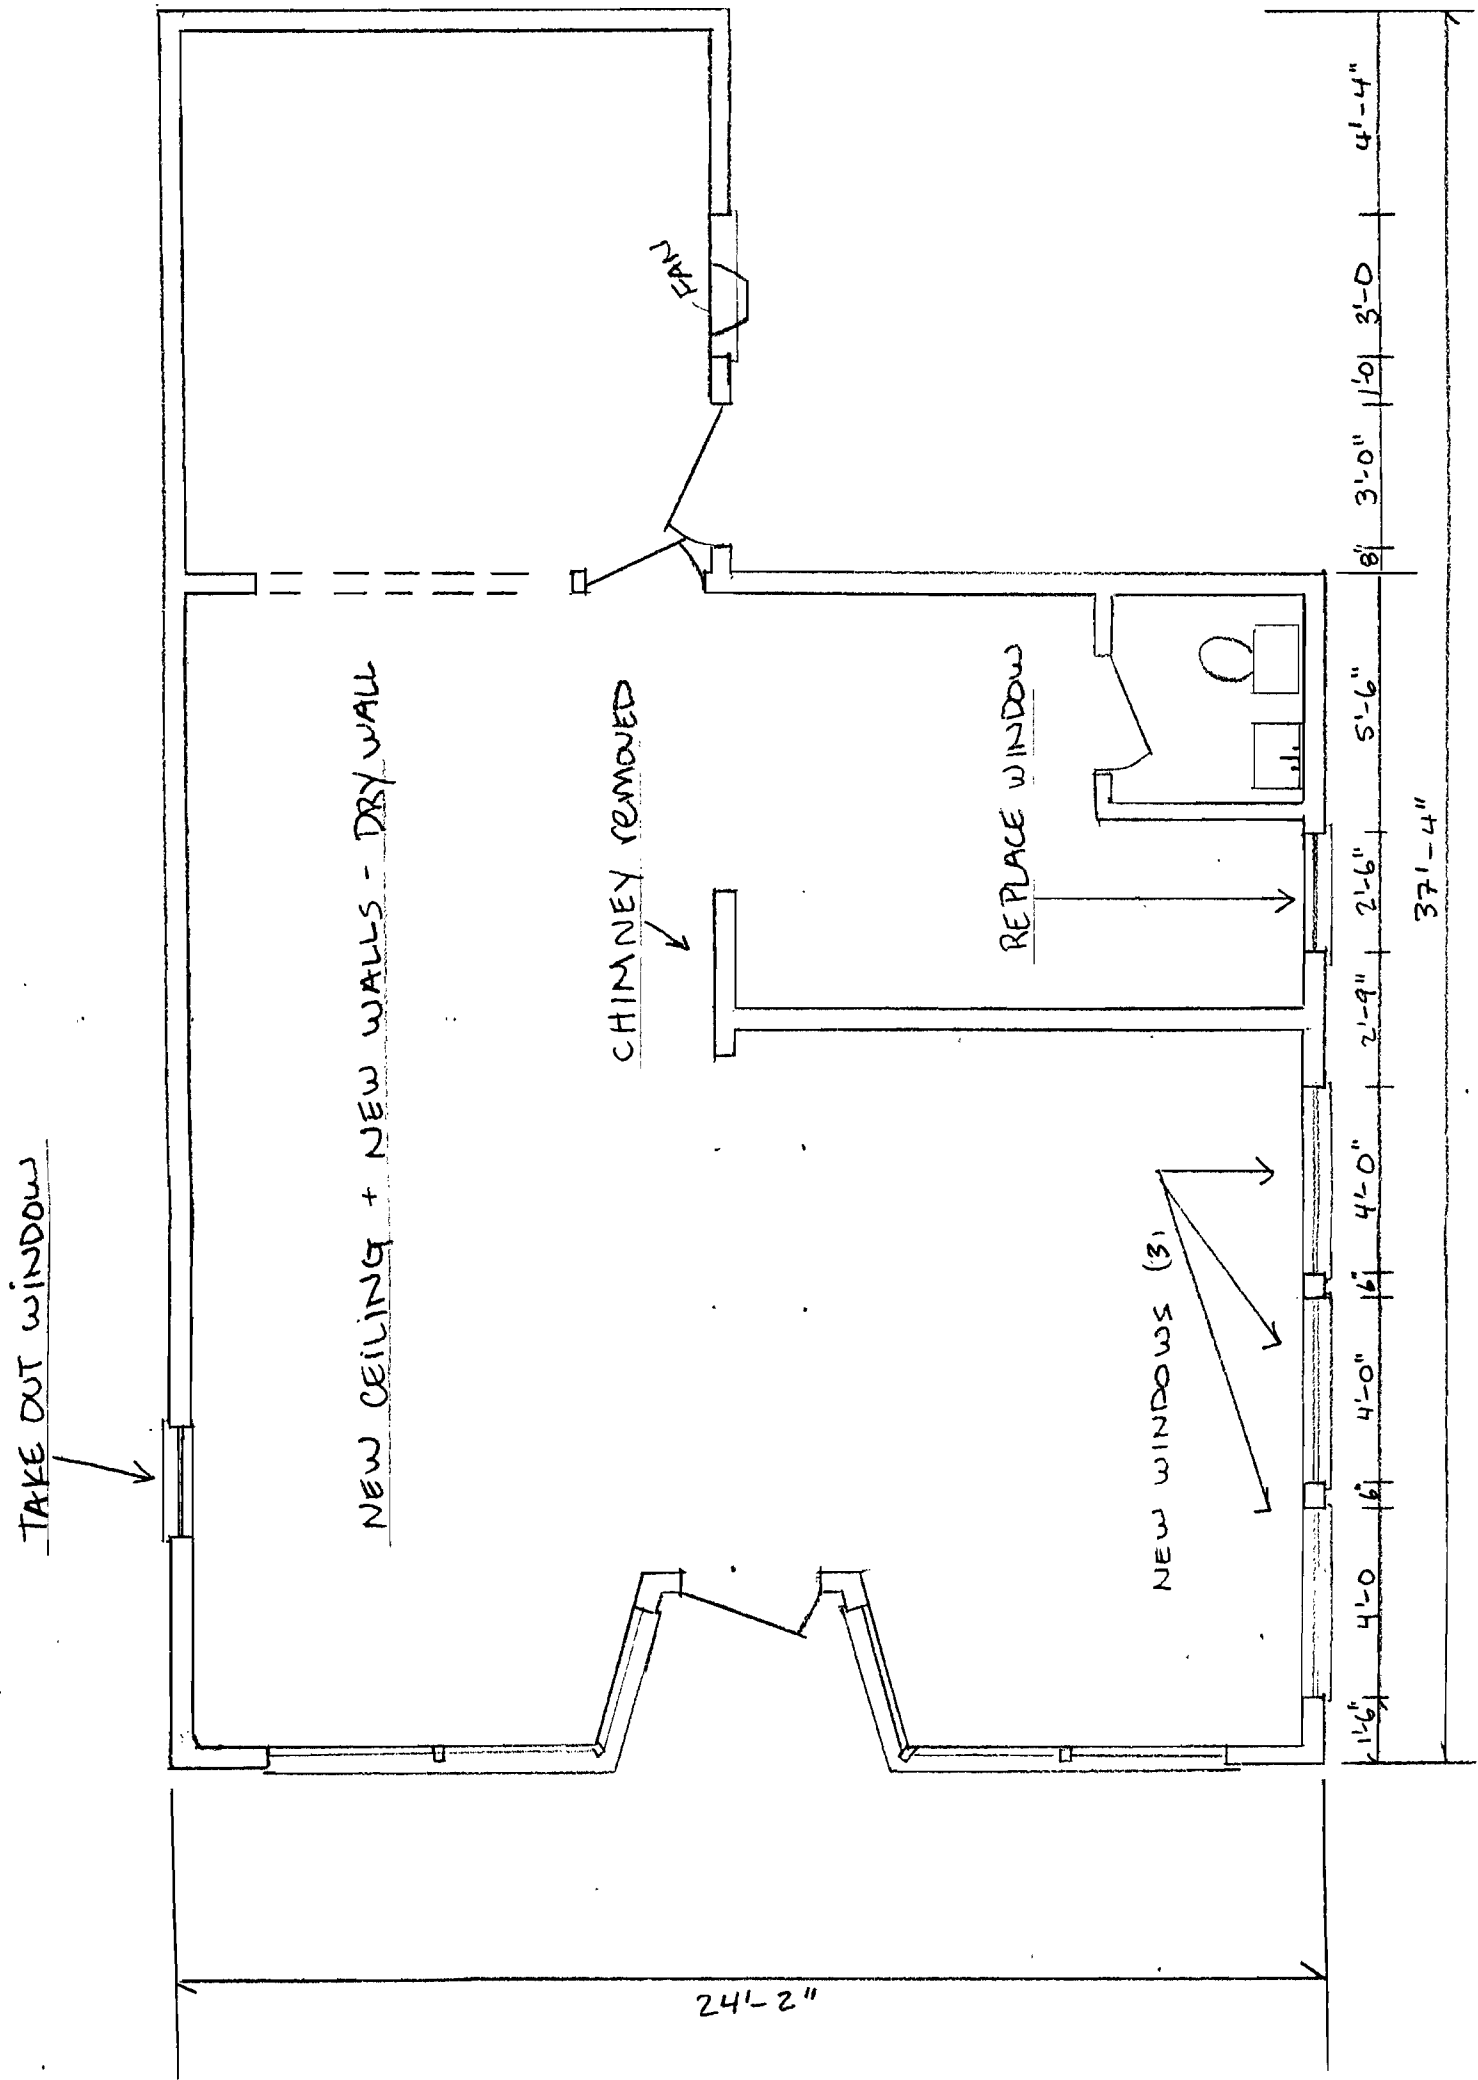 TAKE OUT WINDOW
NEW CEILING + NEW WALLS - DRY WALL
CHIMNEY removed
FAN
REPLACE WINDOW
NEW WINDOWS (3)
1'-6"
4'-0
6"
4'-0"
6"
4'-0"
2'-9"
2'-6"
5'-6"
8"
3'-0"
1'-0
3'-0
4'-4"
37'-4"
24'-2"